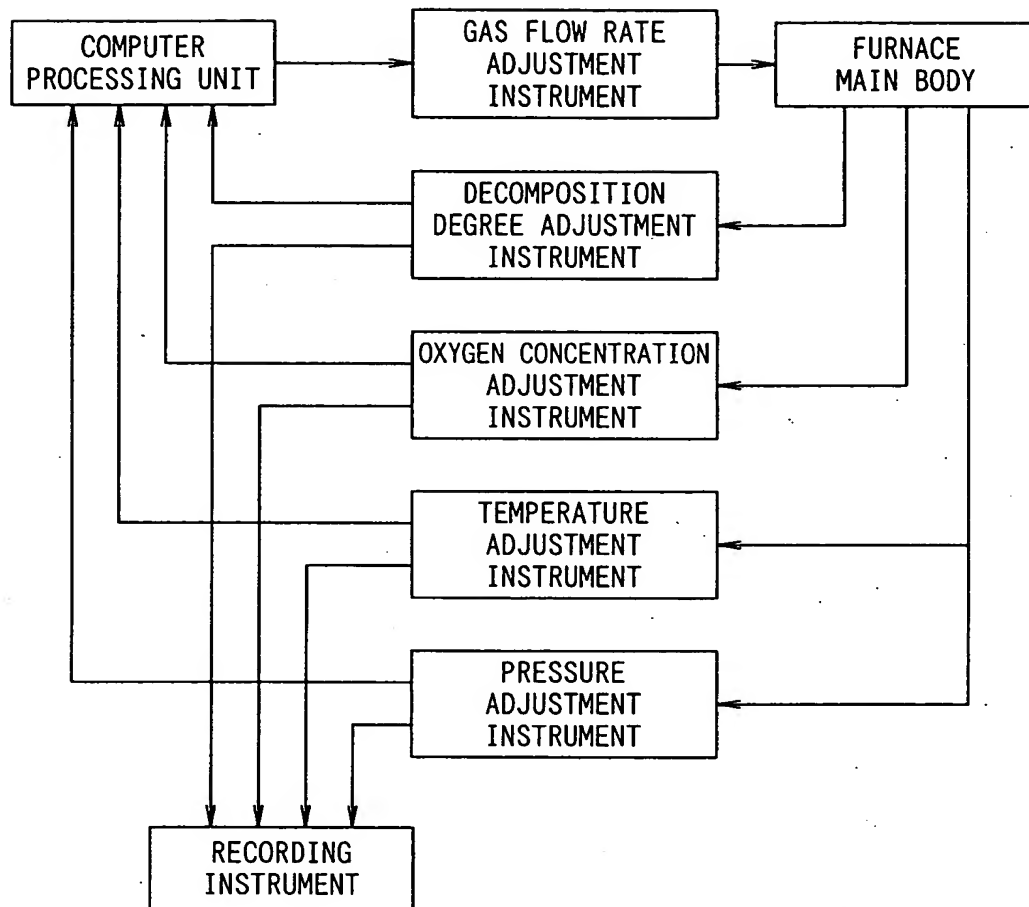 COMPUTER
PROCESSING UNIT
GAS FLOW RATE
ADJUSTMENT
INSTRUMENT
FURNACE
MAIN BODY
DECOMPOSITION
DEGREE ADJUSTMENT
INSTRUMENT
OXYGEN CONCENTRATION
ADJUSTMENT
INSTRUMENT
TEMPERATURE
ADJUSTMENT
INSTRUMENT
PRESSURE
ADJUSTMENT
INSTRUMENT
RECORDING
INSTRUMENT